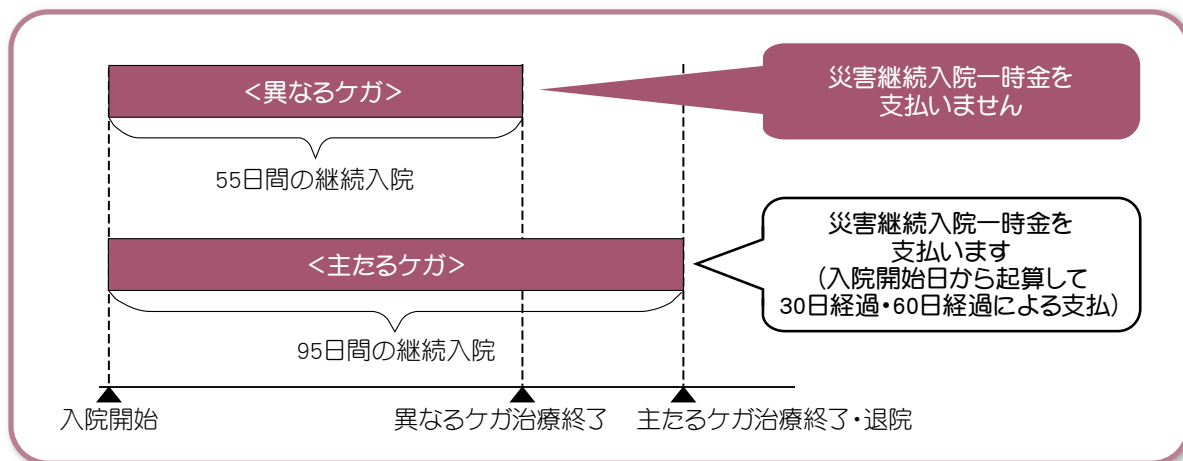 <異なるケガ>
災害継続入院一時金を
支払いません
55日間の継続入院
<主たるケガ>
災害継続入院一時金を
支払います
(入院開始日から起算して
30日経過・60日経過による支払)
95日間の継続入院
入院開始
異なるケガ治療終了
主たるケガ治療終了・退院